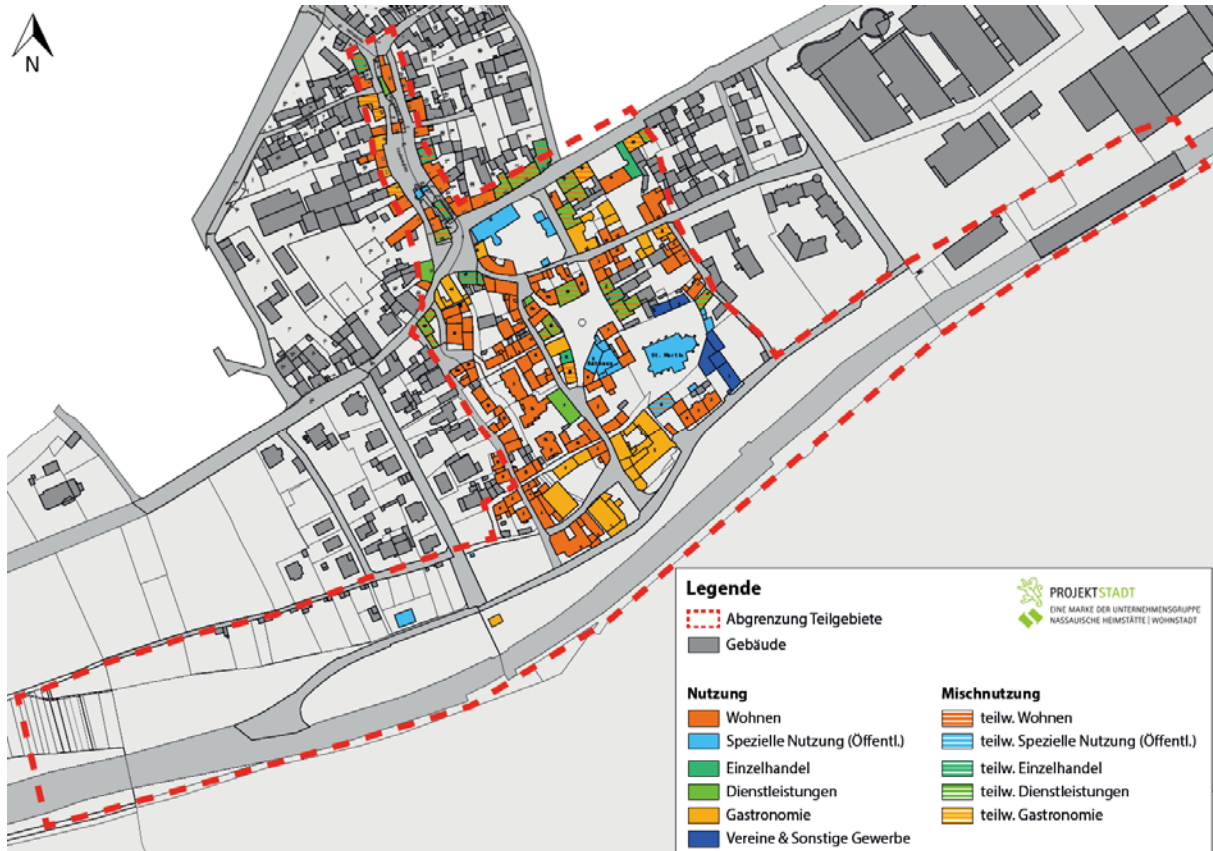 N
St. Martin
Legende
PROJEKTSTADT
EINE MARKE DER UNTERNEHMENSGRUPPE
NASSAUISCHE HEIMSTÄTTE | WOHNSTADT
Abgrenzung Teilgebiete
Gebäude
Nutzung
Wohnen
Spezielle Nutzung (Öffentl.)
Einzelhandel
Dienstleistungen
Gastronomie
Vereine & Sonstige Gewerbe
Mischnutzung
teilw. Wohnen
teilw. Spezielle Nutzung (Öffentl.)
teilw. Einzelhandel
teilw. Dienstleistungen
teilw. Gastronomie